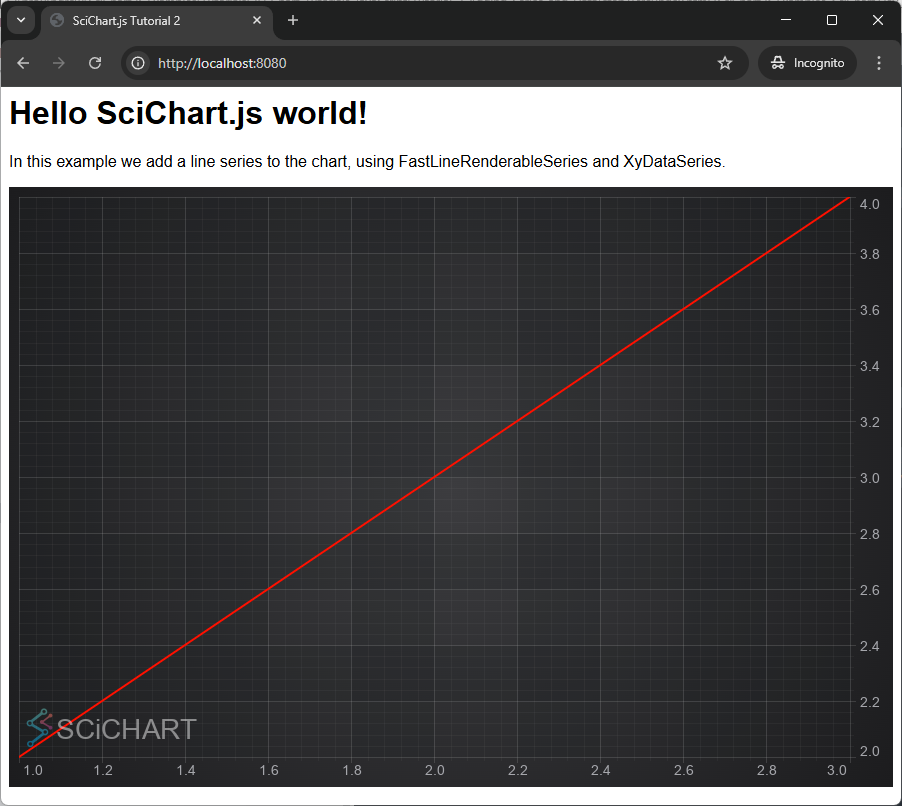 SciChart.js Tutorial 2
http://localhost:8080
Incognito
Hello SciChart.js world!
In this example we add a line series to the chart, using FastLineRenderableSeries and XyDataSeries.
4.0
3.8
3.6
3.4
3.2
3.0
2.8
2.6
2.4
2.2
2.0
SCiCHART
1.0 1.2 1.4 1.6 1.8 2.0 2.2 2.4 2.6 2.8 3.0